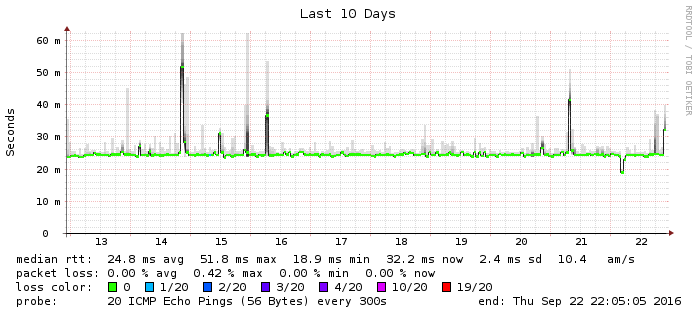 Last 10 Days
RRDTOOL / TOBI OETIKER
Seconds
60 m
50 m
40 m
30 m
20 m
10 m
0
13 14 15 16 17 18 19 20 21 22
median rtt: 24.8 ms avg 51.8 ms max 18.9 ms min 32.2 ms now 2.4 ms sd 10.4 am/s
packet loss: 0.00 % avg 0.42 % max 0.00 % min 0.00 % now
loss color: 0 1/20 2/20 3/20 4/20 10/20 19/20
probe: 20 ICMP Echo Pings (56 Bytes) every 300s end: Thu Sep 22 22:05:05 2016